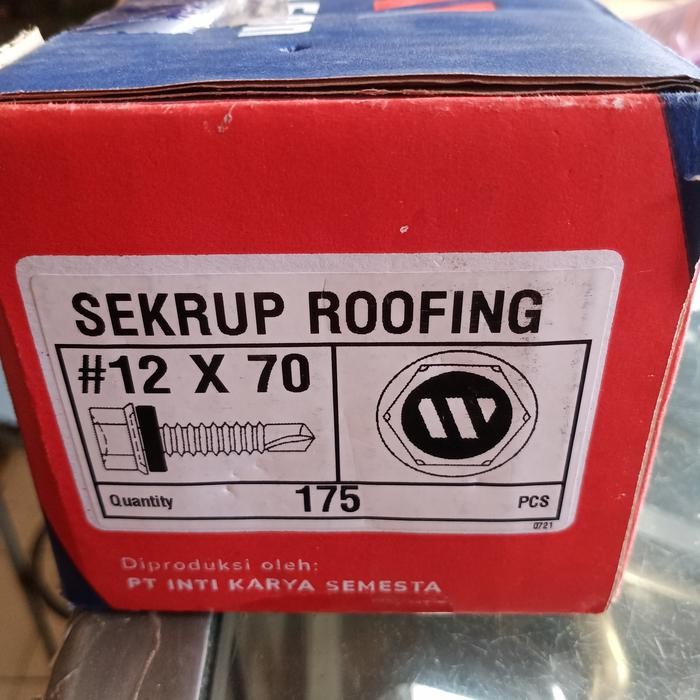 SEKRUP ROOFING
#12 X 70
Quantity 175 PCS
0721
Diproduksi oleh:
PT INTI KARYA SEMESTA